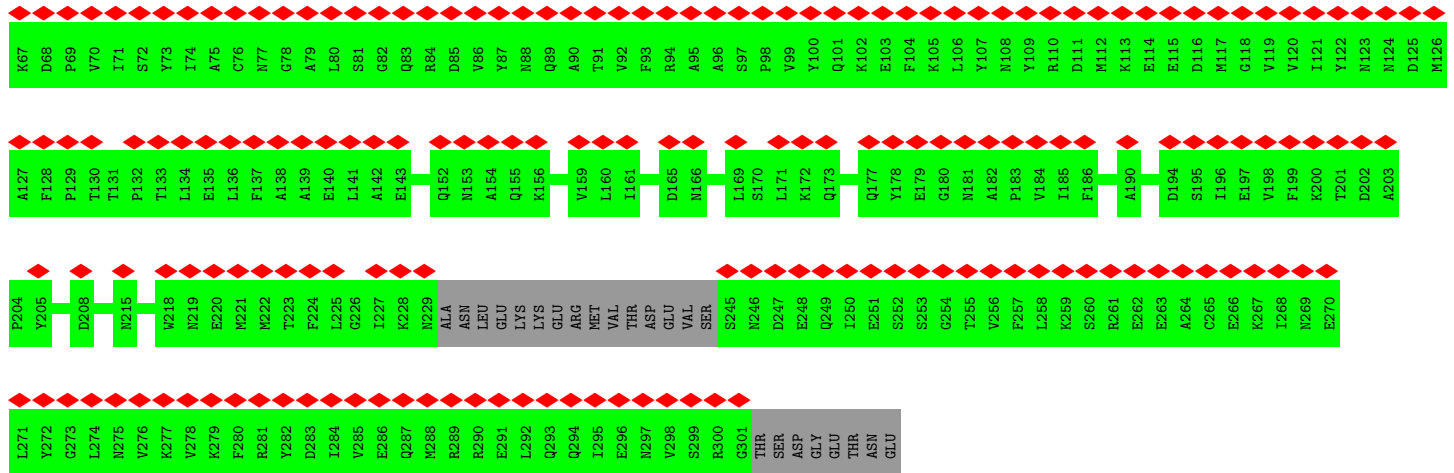 K67 D68 P69 V70 I71 S72 Y73 I74 A75 C76 N77 G78 A79 L80 S81 G82 Q83 R84 D85 V86 Y87 N88 Q89 A90 T91 V92 F93 R94 A95 A96 S97 P98 V99 Y100 Q101 K102 E103 F104 K105 L106 Y107 N108 Y109 R110 D111 M112 K113 E114 E115 D116 M117 G118 V119 V120 I121 Y122 N123 N124 D125 M126
A127 F128 P129 T130 T131 P132 T133 L134 E135 L136 F137 A138 A139 E140 L141 A142 E143 Q152 N153 A154 Q155 K156 V159 L160 I161 D165 N166 L169 S170 L171 K172 Q173 Q177 Y178 E179 G180 N181 A182 P183 V184 I185 F186 A190 D194 S195 I196 E197 V198 F199 K200 T201 D202 A203
P204 Y205 D208 N215 W218 N219 E220 M221 M222 T223 F224 L225 G226 I227 K228 N229 ALA ASN LEU GLU LYS LYS GLU ARG MET VAL THR ASP GLU VAL SER S245 N246 D247 E248 Q249 I250 E251 S252 S253 G254 T255 V256 F257 L258 K259 S260 R261 E262 E263 A264 C265 E266 K267 I268 N269 E270
L271 Y272 G273 L274 N275 V276 K277 V278 K279 F280 R281 Y282 D283 I284 V285 E286 Q287 M288 R289 R290 E291 L292 Q293 Q294 I295 E296 N297 V298 S299 R300 G301 THR SER ASP GLY GLU THR ASN GLU